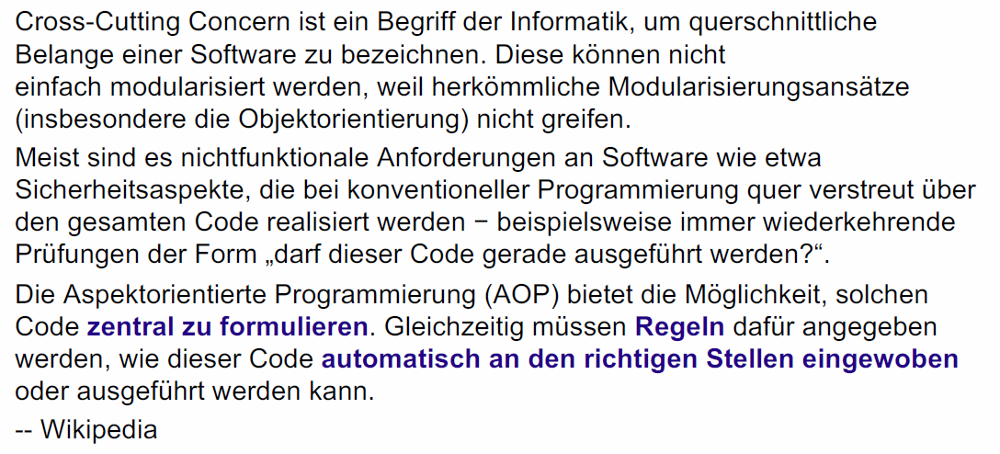 Cross-Cutting Concern ist ein Begriff der Informatik, um querschnittliche
Belange einer Software zu bezeichnen. Diese können nicht
einfach modularisiert werden, weil herkömmliche Modularisierungsansätze
(insbesondere die Objektorientierung) nicht greifen.
Meist sind es nichtfunktionale Anforderungen an Software wie etwa
Sicherheitsaspekte, die bei konventioneller Programmierung quer verstreut über
den gesamten Code realisiert werden − beispielsweise immer wiederkehrende
Prüfungen der Form „darf dieser Code gerade ausgeführt werden?“.
Die Aspektorientierte Programmierung (AOP) bietet die Möglichkeit, solchen
Code zentral zu formulieren. Gleichzeitig müssen Regeln dafür angegeben
werden, wie dieser Code automatisch an den richtigen Stellen eingewoben
oder ausgeführt werden kann.
-- Wikipedia